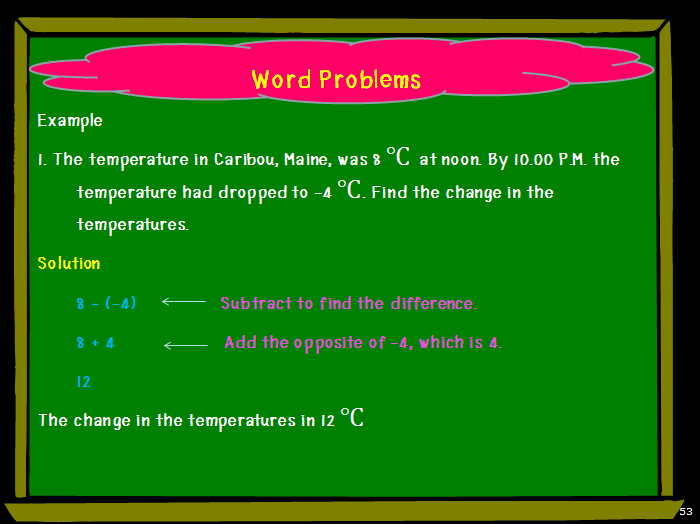 Word Problems
Example
1. The temperature in Caribou, Maine, was 8 °C at noon. By 10.00 P.M. the
temperature had dropped to -4 °C. Find the change in the
temperatures.
Solution
8 - (-4) ← Subtract to find the difference.
8 + 4 ← Add the opposite of -4, which is 4.
12
The change in the temperatures in 12 °C
53